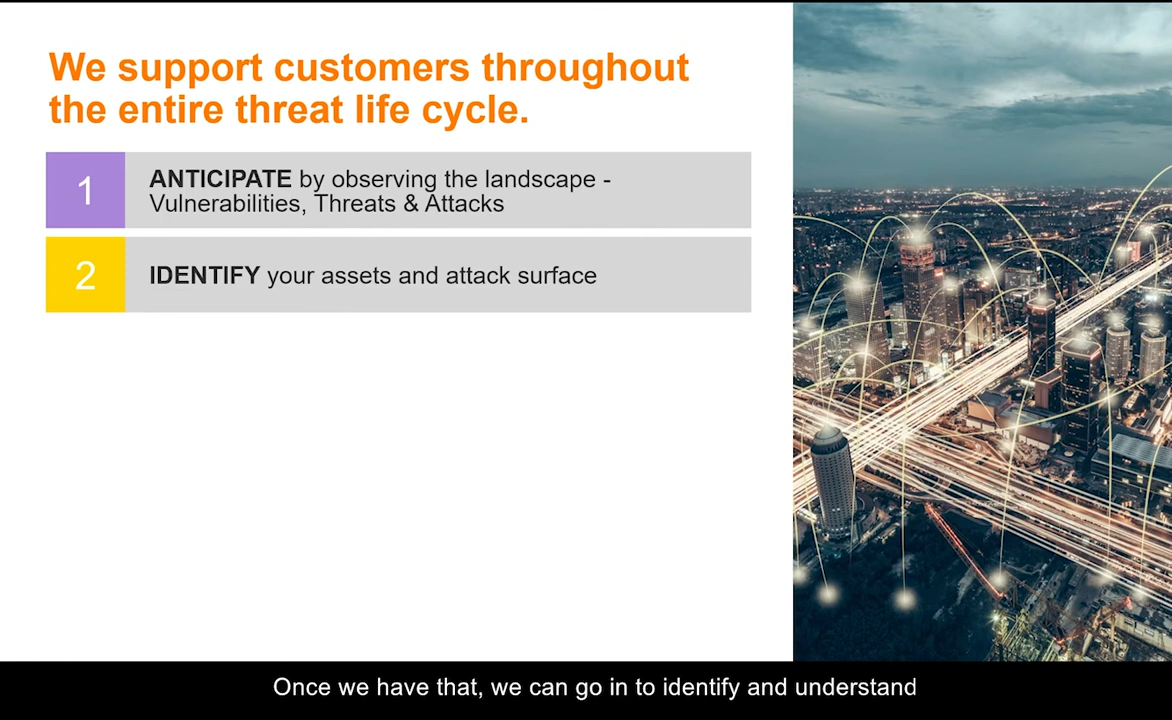 We support customers throughout
the entire threat life cycle.
1
ANTICIPATE by observing the landscape -
Vulnerabilities, Threats & Attacks
2
IDENTIFY your assets and attack surface
Once we have that, we can go in to identify and understand